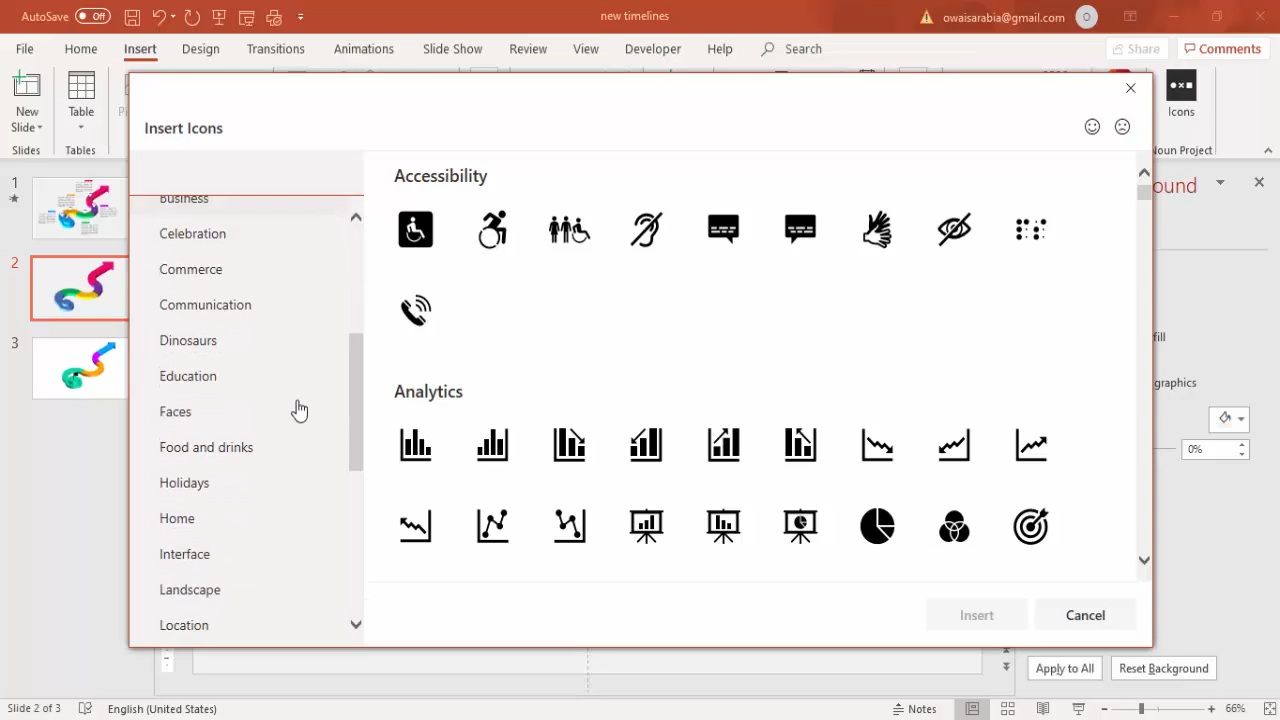 AutoSave Off new timelines owaisarabia@gmail.com O
File Home Insert Design Transitions Animations Slide Show Review View Developer Help Search Share Comments
New Slide Table Icons
Slides Tables Noun Project
Insert Icons
Business
Celebration
Commerce
Communication
Dinosaurs
Education
Faces
Food and drinks
Holidays
Home
Interface
Landscape
Location
Accessibility
Analytics
Insert Cancel
1
2
3
ound
fill
graphics
0%
Apply to All Reset Background
Slide 2 of 3 English (United States) Notes 66%